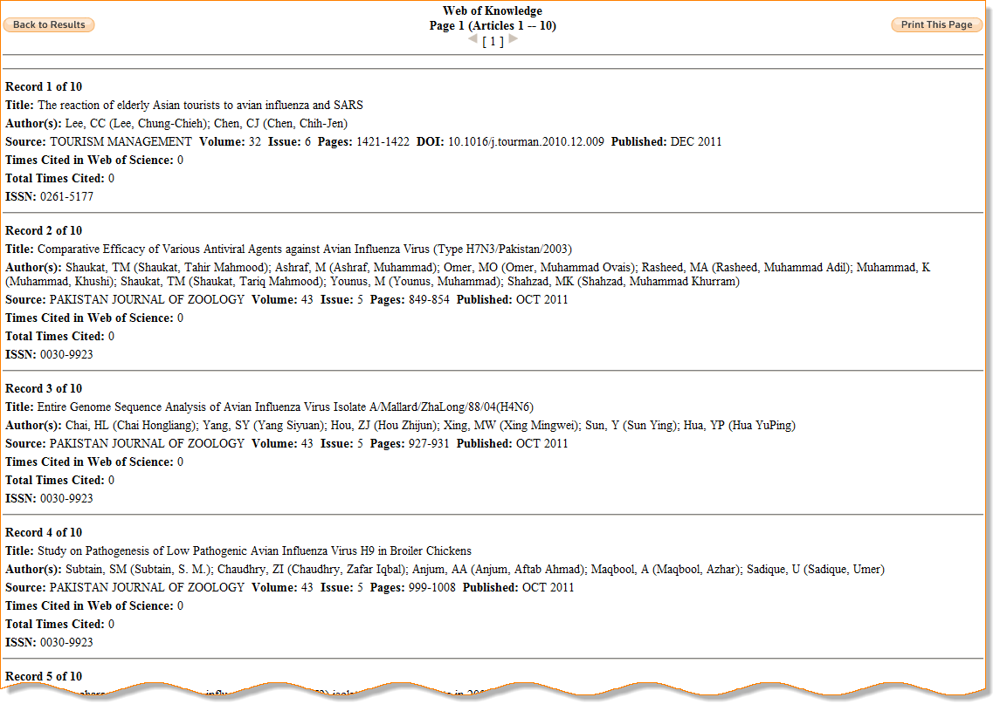 Web of Knowledge
Back to Results
Page 1 (Articles 1 -- 10)
Print This Page
[ 1 ]
Record 1 of 10
Title: The reaction of elderly Asian tourists to avian influenza and SARS
Author(s): Lee, CC (Lee, Chung-Chieh); Chen, CJ (Chen, Chih-Jen)
Source: TOURISM MANAGEMENT Volume: 32 Issue: 6 Pages: 1421-1422 DOI: 10.1016/j.tourman.2010.12.009 Published: DEC 2011
Times Cited in Web of Science: 0
Total Times Cited: 0
ISSN: 0261-5177
Record 2 of 10
Title: Comparative Efficacy of Various Antiviral Agents against Avian Influenza Virus (Type H7N3/Pakistan/2003)
Author(s): Shaukat, TM (Shaukat, Tahir Mahmood); Ashraf, M (Ashraf, Muhammad); Omer, MO (Omer, Muhammad Ovais); Rasheed, MA (Rasheed, Muhammad Adil); Muhammad, K
(Muhammad, Khushi); Shaukat, TM (Shaukat, Tariq Mahmood); Younus, M (Younus, Muhammad); Shahzad, MK (Shahzad, Muhammad Khurram)
Source: PAKISTAN JOURNAL OF ZOOLOGY Volume: 43 Issue: 5 Pages: 849-854 Published: OCT 2011
Times Cited in Web of Science: 0
Total Times Cited: 0
ISSN: 0030-9923
Record 3 of 10
Title: Entire Genome Sequence Analysis of Avian Influenza Virus Isolate A/Mallard/ZhaLong/88/04(H4N6)
Author(s): Chai, HL (Chai Hongliang); Yang, SY (Yang Siyuan); Hou, ZJ (Hou Zhijun); Xing, MW (Xing Mingwei); Sun, Y (Sun Ying); Hua, YP (Hua YuPing)
Source: PAKISTAN JOURNAL OF ZOOLOGY Volume: 43 Issue: 5 Pages: 927-931 Published: OCT 2011
Times Cited in Web of Science: 0
Total Times Cited: 0
ISSN: 0030-9923
Record 4 of 10
Title: Study on Pathogenesis of Low Pathogenic Avian Influenza Virus H9 in Broiler Chickens
Author(s): Subtain, SM (Subtain, S. M.); Chaudhry, ZI (Chaudhry, Zafar Iqbal); Anjum, AA (Anjum, Aftab Ahmad); Maqbool, A (Maqbool, Azhar); Sadique, U (Sadique, Umer)
Source: PAKISTAN JOURNAL OF ZOOLOGY Volume: 43 Issue: 5 Pages: 999-1008 Published: OCT 2011
Times Cited in Web of Science: 0
Total Times Cited: 0
ISSN: 0030-9923
Record 5 of 10